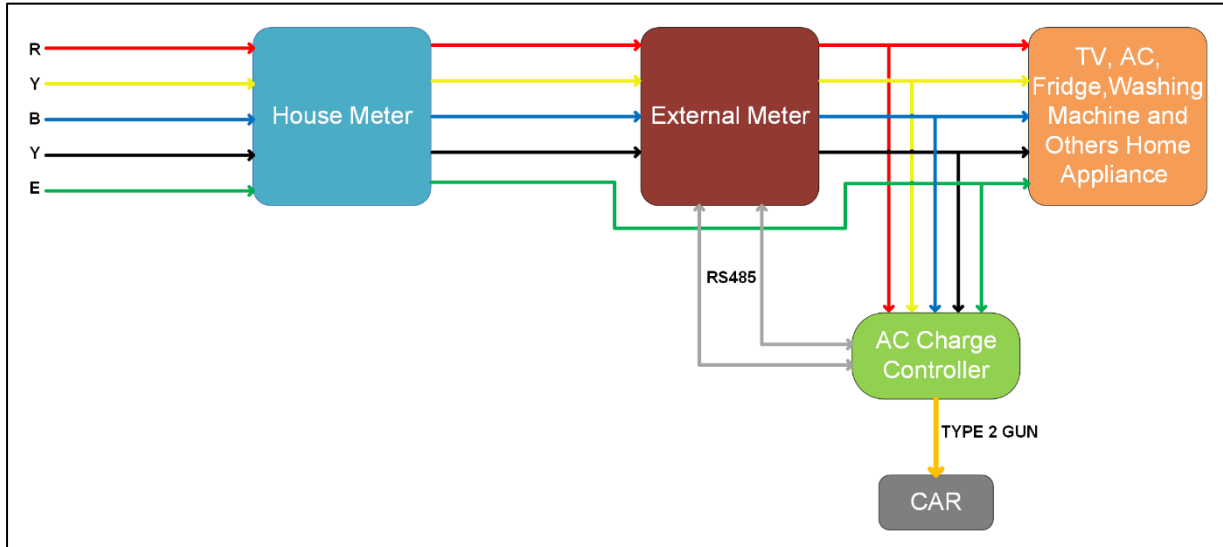 R
Y
B
Y
E
House Meter
External Meter
TV, AC,
Fridge,Washing
Machine and
Others Home
Appliance
RS485
AC Charge
Controller
TYPE 2 GUN
CAR